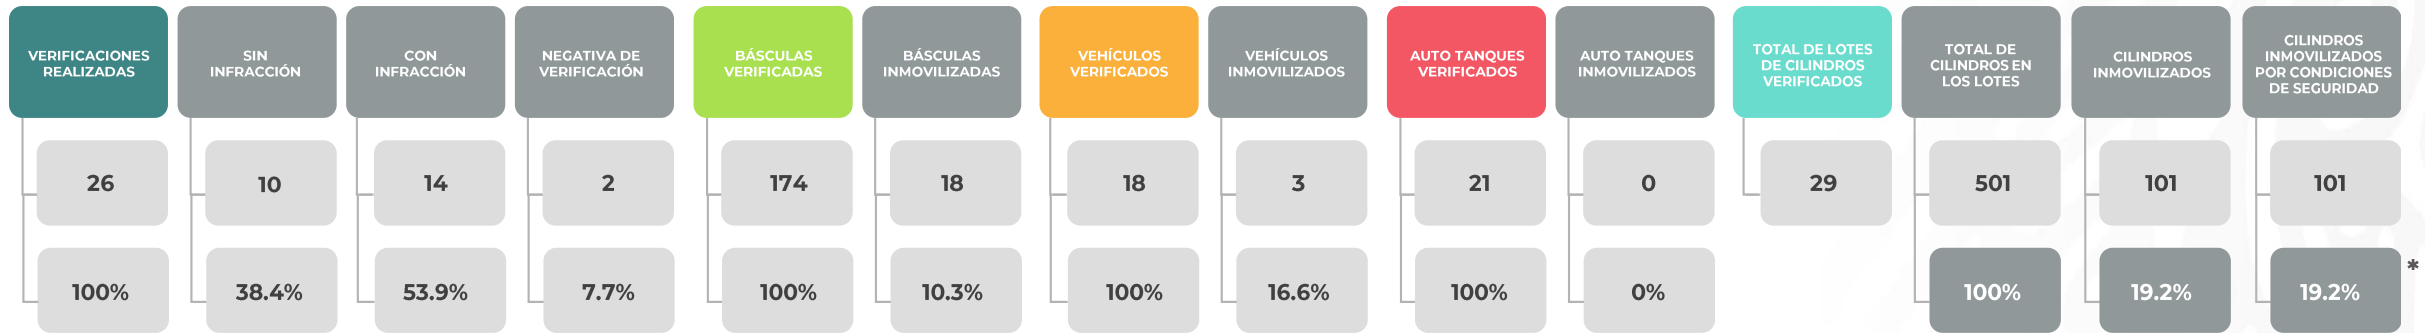 VERIFICACIONES
REALIZADAS
26
100%
SIN
INFRACCIÓN
10
38.4%
CON
INFRACCIÓN
14
53.9%
NEGATIVA DE
VERIFICACIÓN
2
7.7%
BÁSCULAS
VERIFICADAS
174
100%
BÁSCULAS
INMOVILIZADAS
18
10.3%
VEHÍCULOS
VERIFICADOS
18
100%
VEHÍCULOS
INMOVILIZADOS
3
16.6%
AUTO TANQUES
VERIFICADOS
21
100%
AUTO TANQUES
INMOVILIZADOS
0
0%
TOTAL DE LOTES
DE CILINDROS
VERIFICADOS
29
TOTAL DE
CILINDROS EN
LOS LOTES
501
100%
CILINDROS
INMOVILIZADOS
101
19.2%
CILINDROS
INMOVILIZADOS
POR CONDICIONES
DE SEGURIDAD
101
19.2%
*